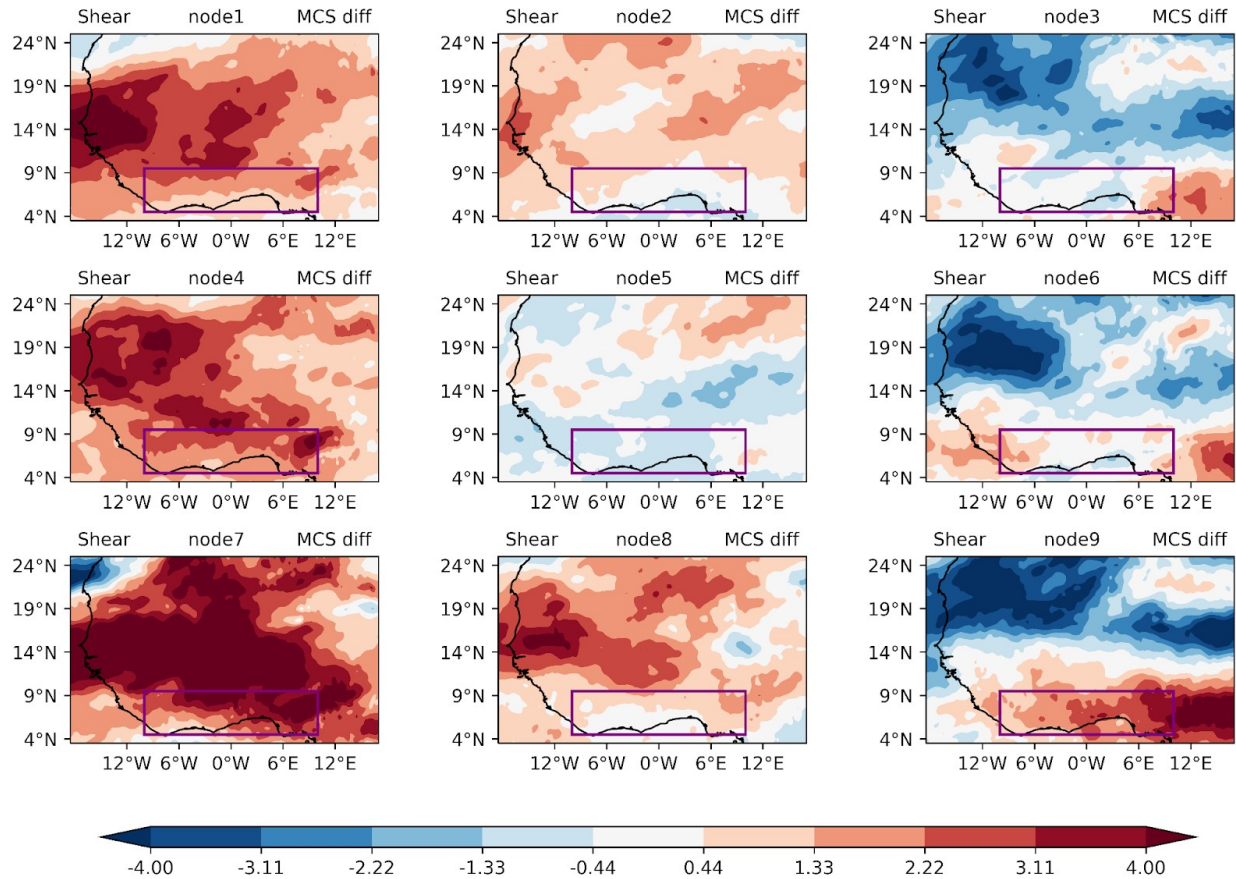 Shear node1 MCS diff Shear node2 MCS diff Shear node3 MCS diff
24°N 24°N 24°N
19°N 19°N 19°N
14°N 14°N 14°N
9°N 9°N 9°N
4°N 4°N 4°N
12°W 6°W 0°W 6°E 12°E 12°W 6°W 0°W 6°E 12°E 12°W 6°W 0°W 6°E 12°E
Shear node4 MCS diff Shear node5 MCS diff Shear node6 MCS diff
24°N 24°N 24°N
19°N 19°N 19°N
14°N 14°N 14°N
9°N 9°N 9°N
4°N 4°N 4°N
12°W 6°W 0°W 6°E 12°E 12°W 6°W 0°W 6°E 12°E 12°W 6°W 0°W 6°E 12°E
Shear node7 MCS diff Shear node8 MCS diff Shear node9 MCS diff
24°N 24°N 24°N
19°N 19°N 19°N
14°N 14°N 14°N
9°N 9°N 9°N
4°N 4°N 4°N
12°W 6°W 0°W 6°E 12°E 12°W 6°W 0°W 6°E 12°E 12°W 6°W 0°W 6°E 12°E
-4.00 -3.11 -2.22 -1.33 -0.44 0.44 1.33 2.22 3.11 4.00